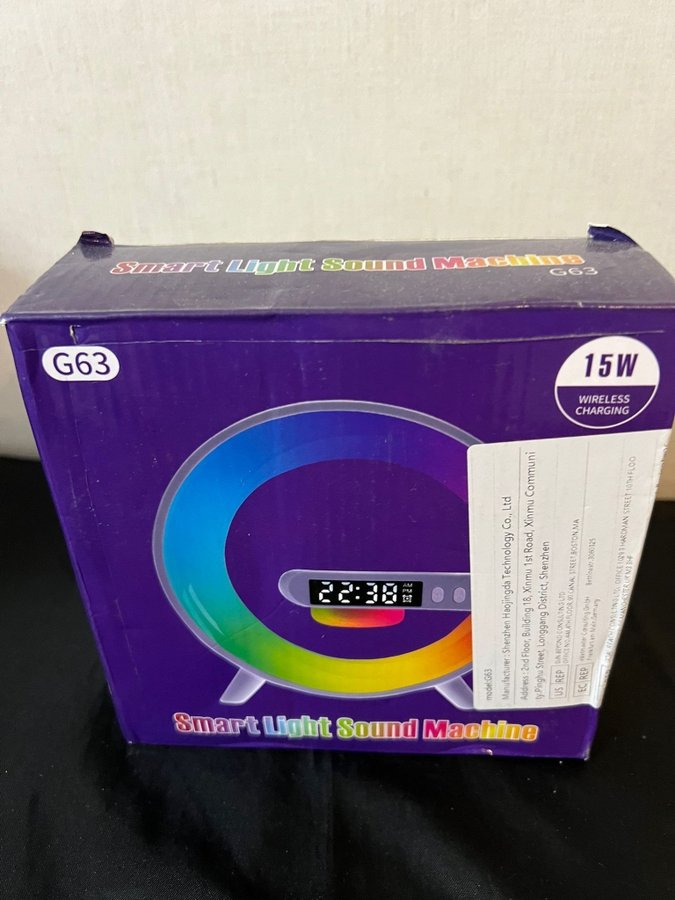 Smart Light Sound Machine
G63
G63
15W
WIRELESS
CHARGING
22:38
AM
PM
Smart Light Sound Machine
model:G63
Manufacturer: Shenzhen Haojingda Technology Co., Ltd
Address: 2nd Floor, Building 18, Xinmu 1st Road, Xinmu Communi
ty,Pinghu Street, Longgang District, Shenzhen
US REP
EC REP